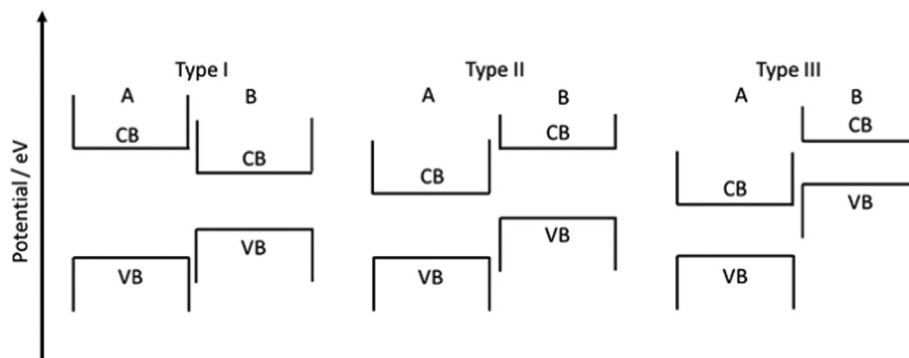 Potential / eV
Type I
A
B
CB
CB
VB
VB
Type II
A
B
CB
CB
VB
VB
Type III
A
B
CB
CB
VB
VB